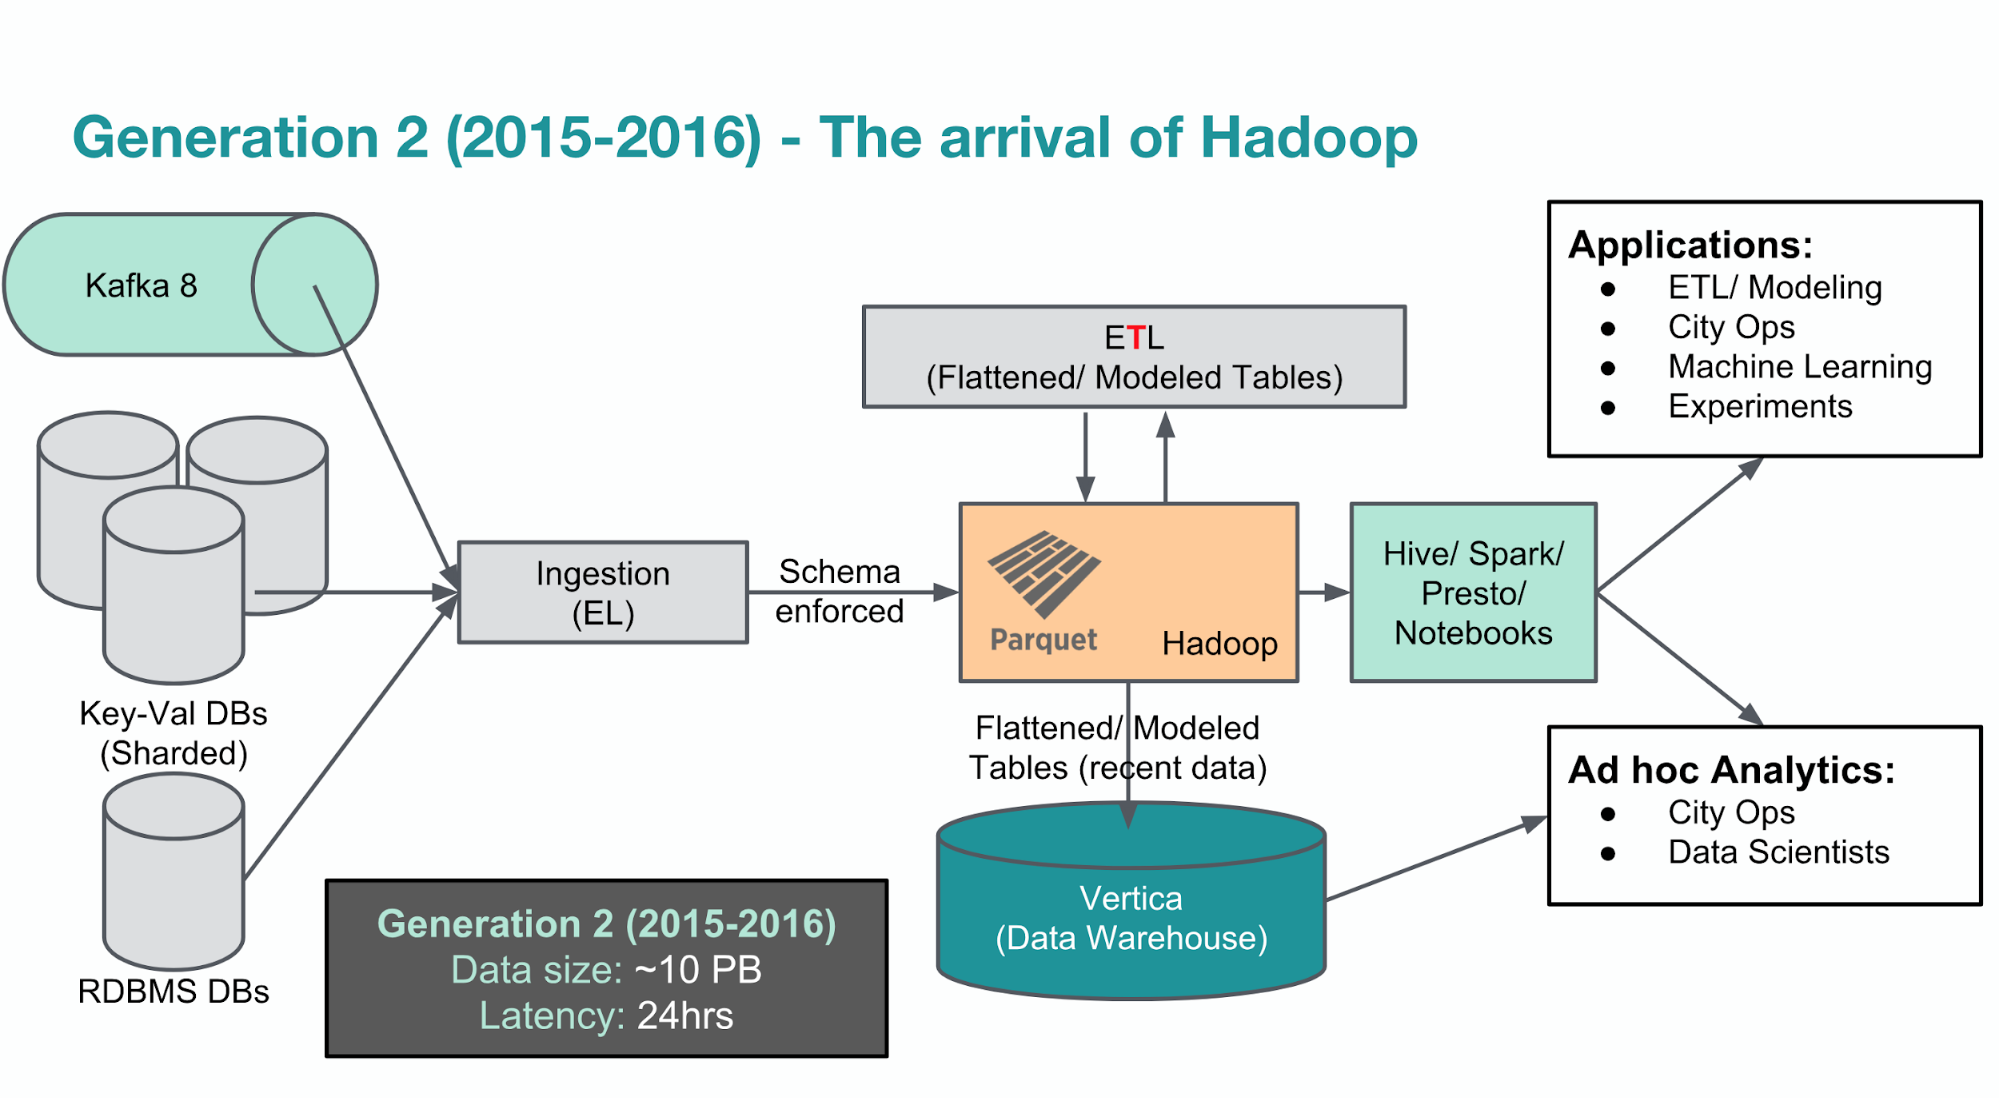 Generation 2 (2015-2016) - The arrival of Hadoop
Kafka 8
Key-Val DBs
(Sharded)
RDBMS DBs
Ingestion
(EL)
Schema
enforced
ETL
(Flattened/ Modeled Tables)
Parquet
Hadoop
Flattened/ Modeled
Tables (recent data)
Vertica
(Data Warehouse)
Hive/ Spark/
Presto/
Notebooks
Applications:
● ETL/ Modeling
● City Ops
● Machine Learning
● Experiments
Ad hoc Analytics:
● City Ops
● Data Scientists
Generation 2 (2015-2016)
Data size: ~10 PB
Latency: 24hrs